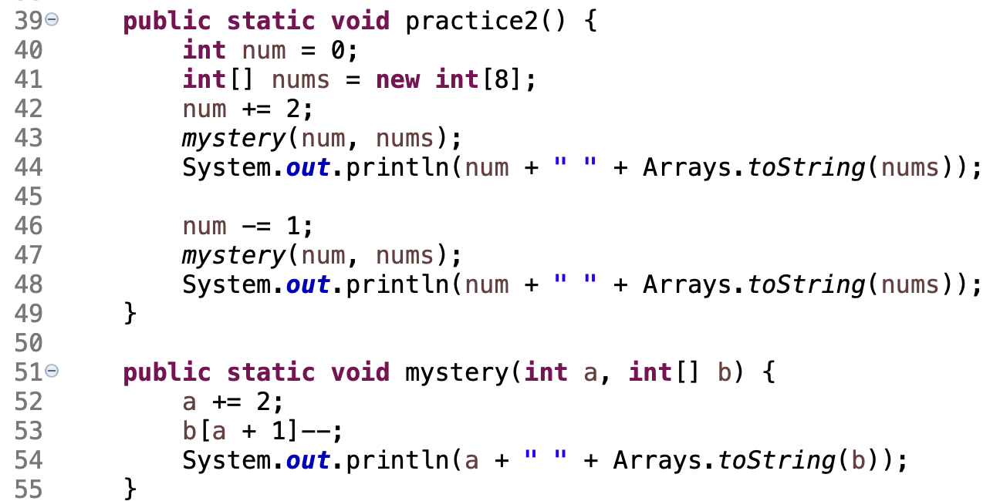 39 public static void practice2() {
40 int num = 0;
41 int[] nums = new int[8];
42 num += 2;
43 mystery(num, nums);
44 System.out.println(num + " " + Arrays.toString(nums));
45
46 num -= 1;
47 mystery(num, nums);
48 System.out.println(num + " " + Arrays.toString(nums));
49 }
50
51 public static void mystery(int a, int[] b) {
52 a += 2;
53 b[a + 1]--;
54 System.out.println(a + " " + Arrays.toString(b));
55 }